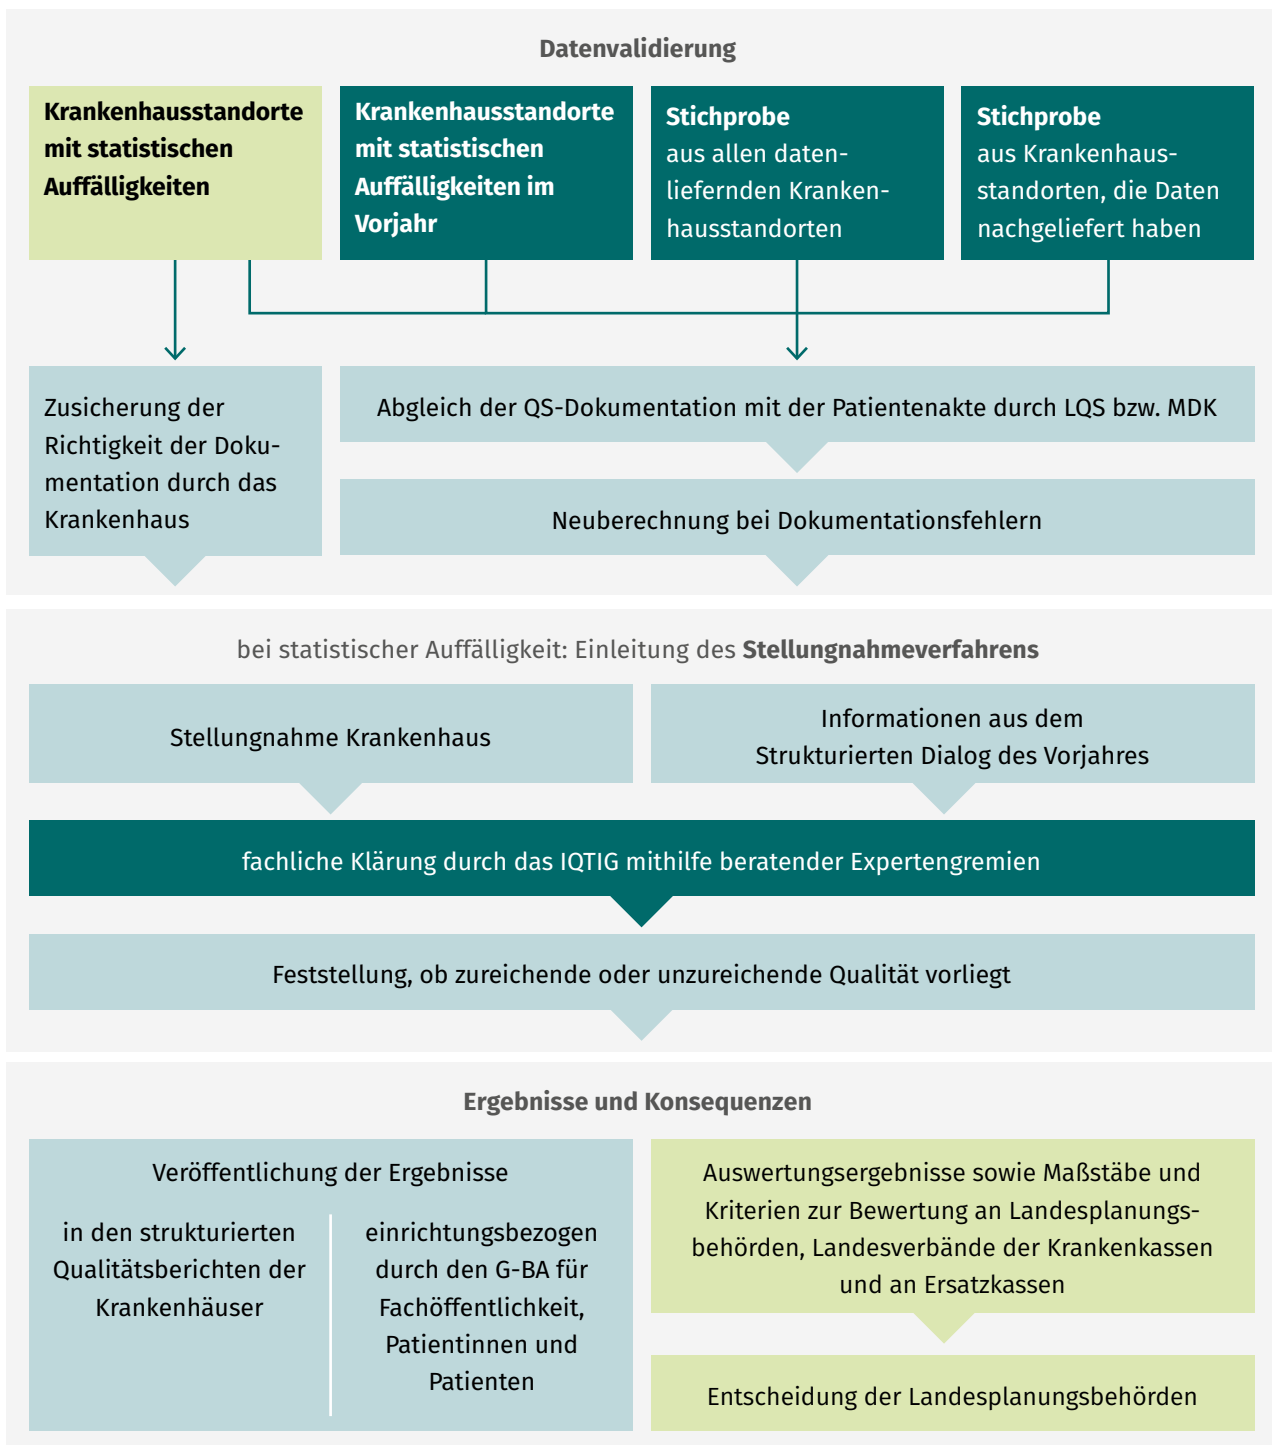 Datenvalidierung
Krankenhausstandorte
mit statistischen
Auffälligkeiten
Krankenhausstandorte
mit statistischen
Auffälligkeiten im
Vorjahr
Stichprobe
aus allen daten-
liefernden Kranken-
hausstandorten
Stichprobe
aus Krankenhaus-
standorten, die Daten
nachgeliefert haben
Zusicherung der
Richtigkeit der Doku-
mentation durch das
Krankenhaus
Abgleich der QS-Dokumentation mit der Patientenakte durch LQS bzw. MDK
Neuberechnung bei Dokumentationsfehlern
bei statistischer Auffälligkeit: Einleitung des Stellungnahmeverfahrens
Stellungnahme Krankenhaus
Informationen aus dem
Strukturierten Dialog des Vorjahres
fachliche Klärung durch das IQTIG mithilfe beratender Expertengremien
Feststellung, ob zureichende oder unzureichende Qualität vorliegt
Ergebnisse und Konsequenzen
Veröffentlichung der Ergebnisse
in den strukturierten
Qualitätsberichten der
Krankenhäuser
einrichtungsbezogen
durch den G-BA für
Fachöffentlichkeit,
Patientinnen und
Patienten
Auswertungsergebnisse sowie Maßstäbe und
Kriterien zur Bewertung an Landesplanungs-
behörden, Landesverbände der Krankenkassen
und an Ersatzkassen
Entscheidung der Landesplanungsbehörden